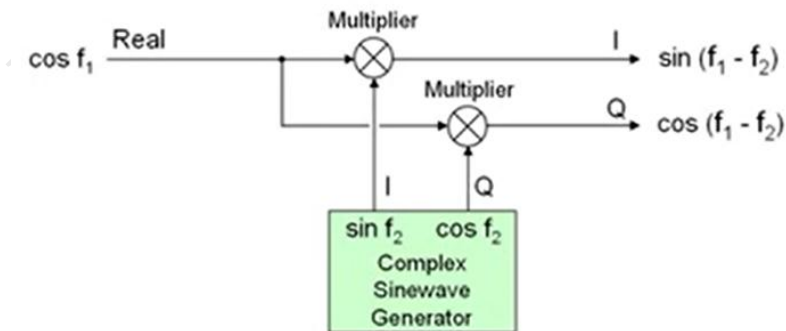 Multiplier
cos f₁ Real I sin (f₁ - f₂)
Multiplier
Q cos (f₁ - f₂)
I Q
sin f₂ cos f₂
Complex
Sinewave
Generator